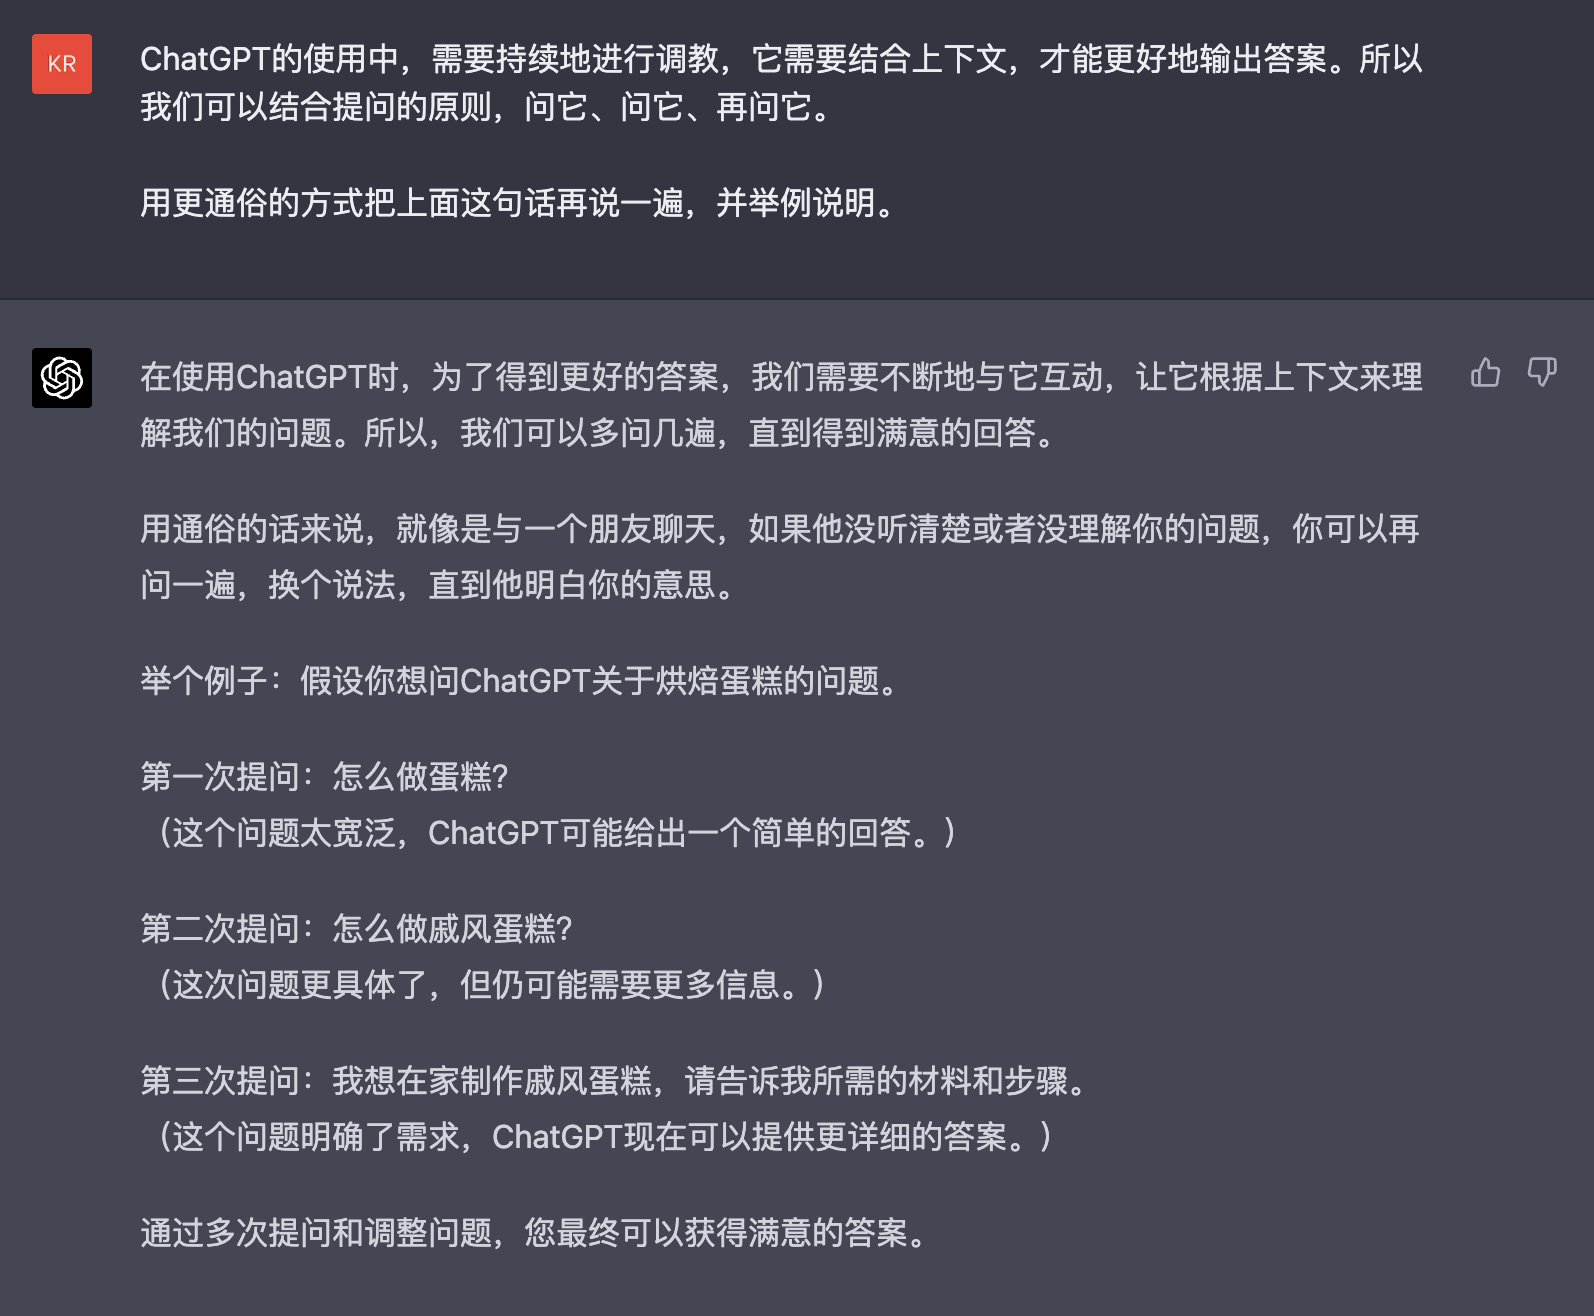 KR
ChatGPT的使用中，需要持续地进行调教，它需要结合上下文，才能更好地输出答案。所以
我们可以结合提问的原则，问它、问它、再问它。
用更通俗的方式把上面这句话再说一遍，并举例说明。
在使用ChatGPT时，为了得到更好的答案，我们需要不断地与它互动，让它根据上下文来理
解我们的问题。所以，我们可以多问几遍，直到得到满意的回答。
用通俗的话来说，就像是与一个朋友聊天，如果他没听清楚或者没理解你的问题，你可以再
问一遍，换个说法，直到他明白你的意思。
举个例子：假设你想问ChatGPT关于烘焙蛋糕的问题。
第一次提问：怎么做蛋糕？
（这个问题太宽泛，ChatGPT可能给出一个简单的回答。）
第二次提问：怎么做戚风蛋糕？
（这次问题更具体了，但仍可能需要更多信息。）
第三次提问：我想在家制作戚风蛋糕，请告诉我所需的材料和步骤。
（这个问题明确了需求，ChatGPT现在可以提供更详细的答案。）
通过多次提问和调整问题，您最终可以获得满意的答案。